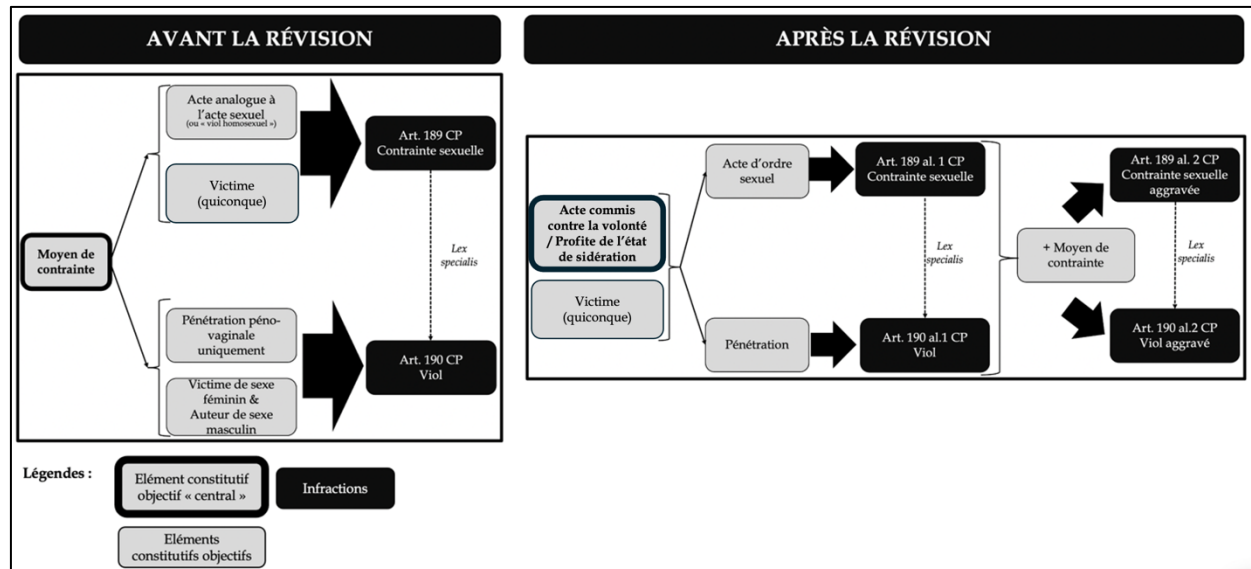 AVANT LA RÉVISION
Acte analogue à
l'acte sexuel
(ou « viol homosexuel »)
Victime
(quiconque)
Art. 189 CP
Contrainte sexuelle
Moyen de
contrainte
Lex
specialis
Pénétration péno-
vaginale
uniquement
Victime de sexe
féminin &
Auteur de sexe
masculin
Art. 190 CP
Viol
APRÈS LA RÉVISION
Acte commis
contre la volonté
/ Profite de l'état
de sidération
Victime
(quiconque)
Acte d'ordre
sexuel
Art. 189 al. 1 CP
Contrainte sexuelle
Lex
specialis
Pénétration
Art. 190 al.1 CP
Viol
+ Moyen de
contrainte
Art. 189 al. 2 CP
Contrainte sexuelle
aggravée
Lex
specialis
Art. 190 al.2 CP
Viol aggravé
Légendes :
Elément constitutif
objectif « central »
Infractions
Eléments
constitutifs objectifs